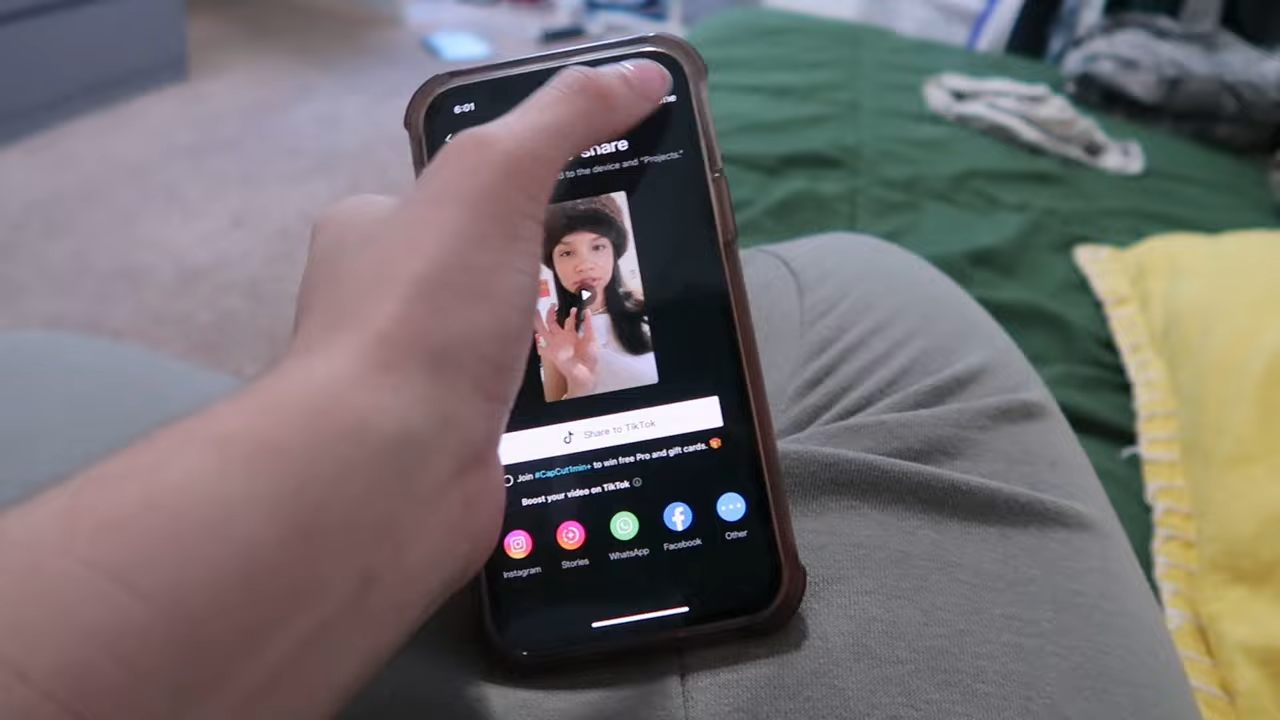 6:01
share
to the device and "Projects."
Share to TikTok
Join #CapCut1min+ to win free Pro and gift cards.
Boost your video on TikTok
Instagram
Stories
WhatsApp
Facebook
Other